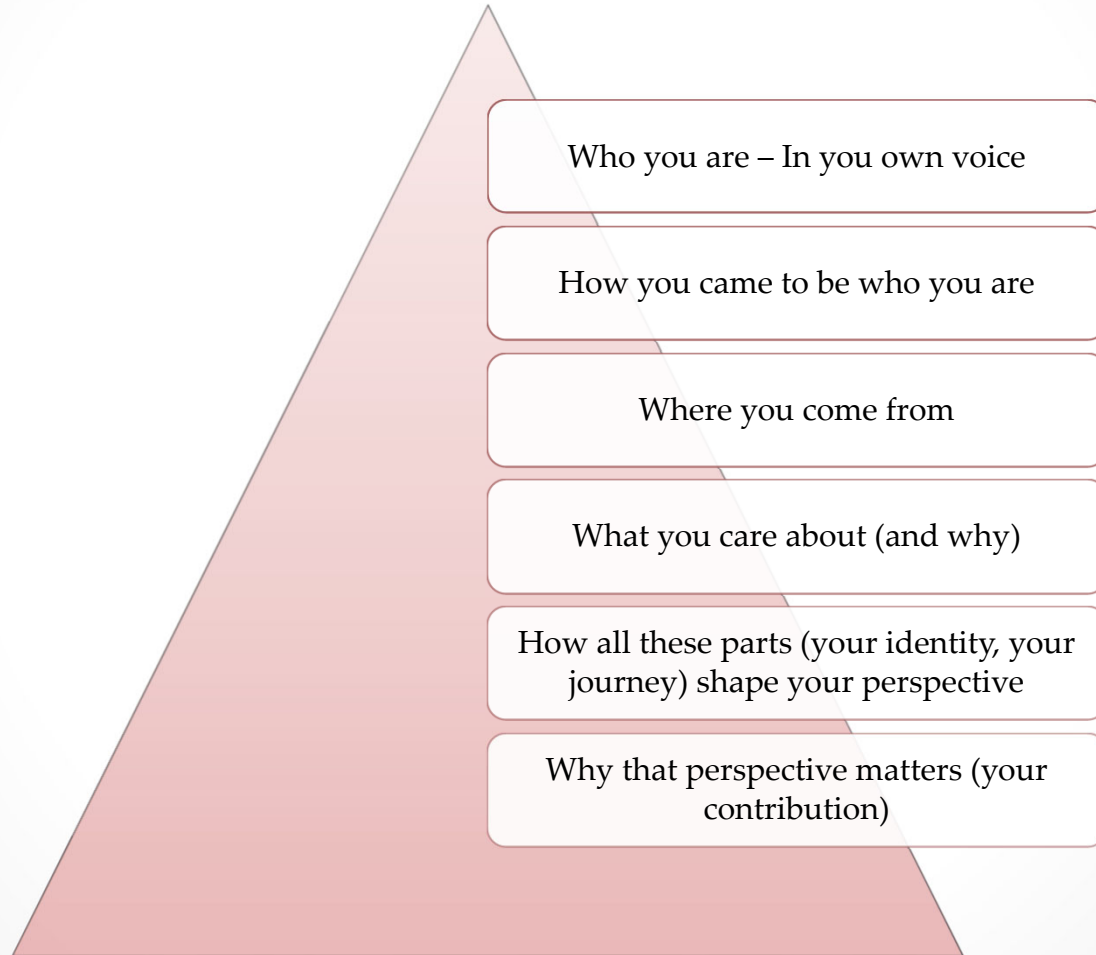 Who you are – In you own voice
How you came to be who you are
Where you come from
What you care about (and why)
How all these parts (your identity, your
journey) shape your perspective
Why that perspective matters (your
contribution)